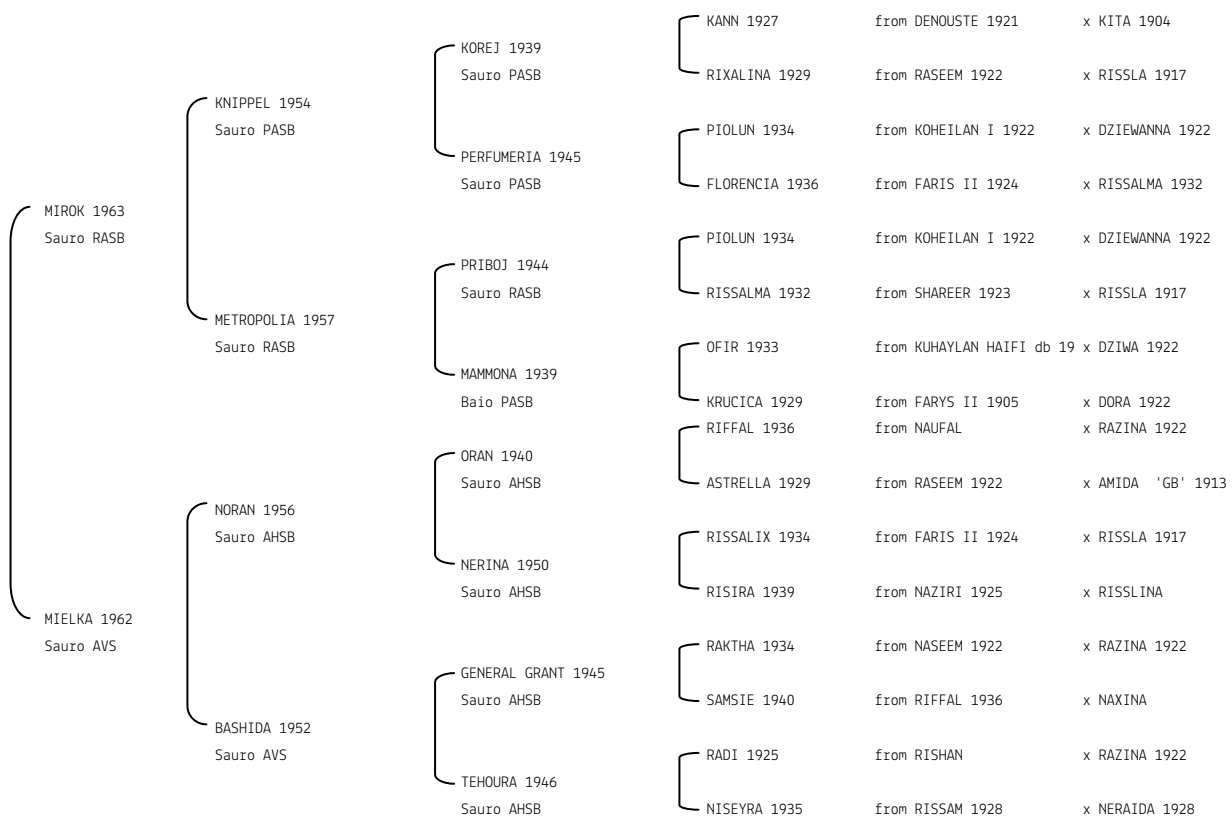 KANN 1927 from DENOUSTE 1921 x KITA 1904
KOREJ 1939
Sauro PASB RIXALINA 1929 from RASEEM 1922 x RISSLA 1917
KNIPPEL 1954
Sauro PASB PIOLUN 1934 from KOHEILAN I 1922 x DZIEWANNA 1922
PERFUMERIA 1945
Sauro PASB FLORENCIA 1936 from FARIS II 1924 x RISSALMA 1932
MIROK 1963
Sauro RASB PIOLUN 1934 from KOHEILAN I 1922 x DZIEWANNA 1922
PRIBOJ 1944
Sauro RASB RISSALMA 1932 from SHAREER 1923 x RISSLA 1917
METROPOLIA 1957
Sauro RASB OFIR 1933 from KUHAYLAN HAIFI db 19 x DZIWA 1922
MAMMONA 1939
Baio PASB KRUCICA 1929 from FARYS II 1905 x DORA 1922
RIFFAL 1936 from NAUFAL x RAZINA 1922
ORAN 1940
Sauro AHSB ASTRELLA 1929 from RASEEM 1922 x AMIDA 'GB' 1913
NORAN 1956
Sauro AHSB RISSALIX 1934 from FARIS II 1924 x RISSLA 1917
NERINA 1950
Sauro AHSB RISIRA 1939 from NAZIRI 1925 x RISSLINA
MIELKA 1962
Sauro AVS RAKTHA 1934 from NASEEM 1922 x RAZINA 1922
GENERAL GRANT 1945
Sauro AHSB SAMSIE 1940 from RIFFAL 1936 x NAXINA
BASHIDA 1952
Sauro AVS RADI 1925 from RISHAN x RAZINA 1922
TEHOURA 1946
Sauro AHSB NISEYRA 1935 from RISSAM 1928 x NERAIDA 1928